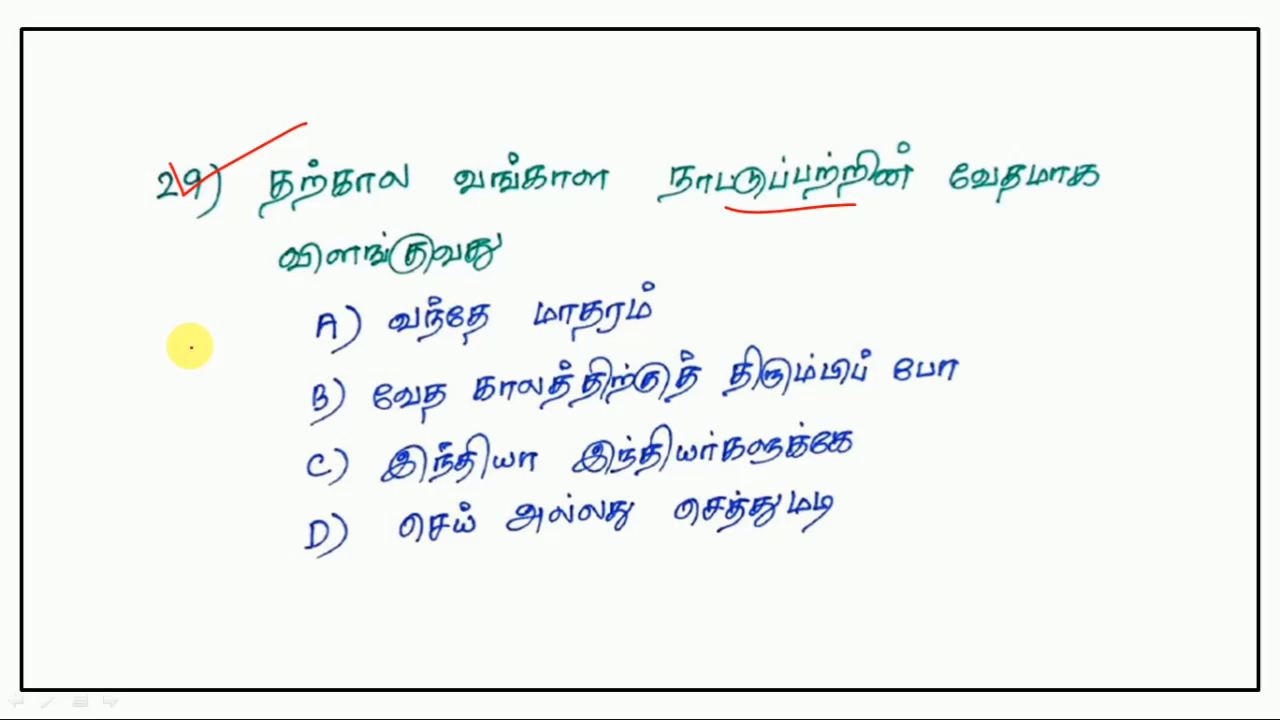 29) தற்கால வங்காள நாட்டுப்பற்றின் வேதமாக
விளங்குவது
A) வந்தே மாதரம்
B) வேத காலத்திற்குத் திரும்பிப் போ
C) இந்தியா இந்தியர்களுக்கே
D) செய் அல்லது செத்துமடி